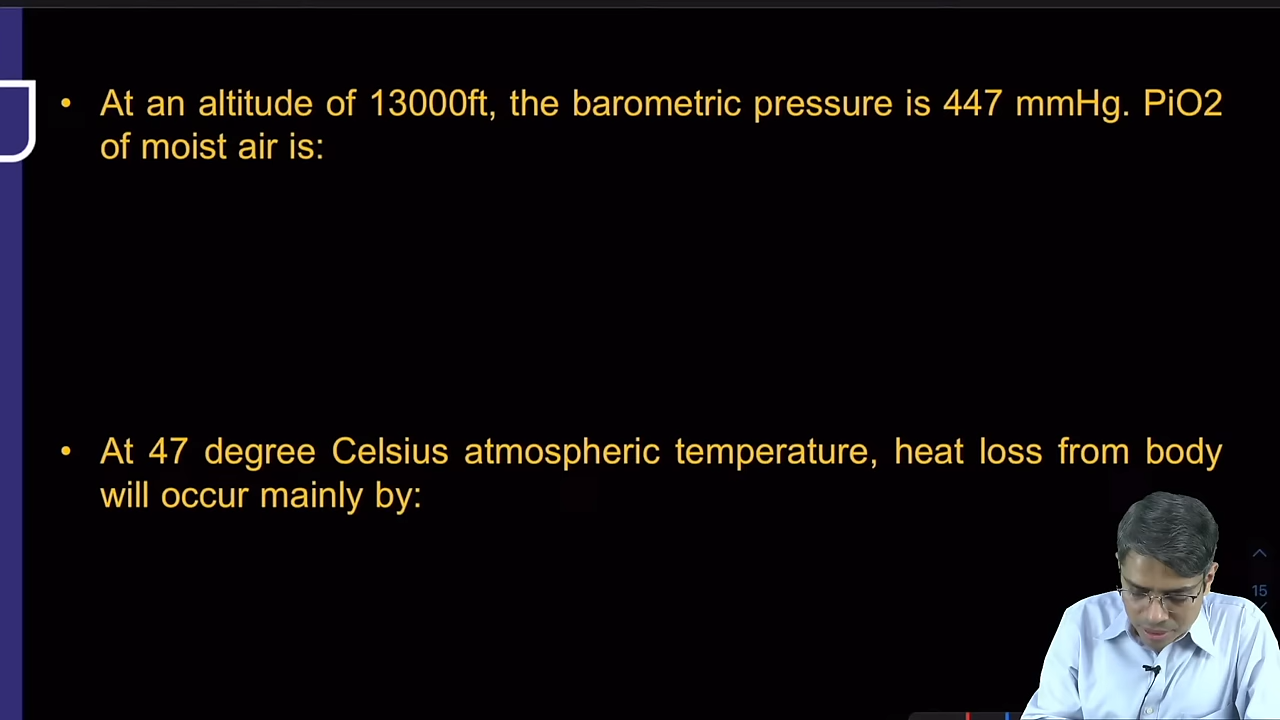 • At an altitude of 13000ft, the barometric pressure is 447 mmHg. PiO2
of moist air is:
• At 47 degree Celsius atmospheric temperature, heat loss from body
will occur mainly by:
15